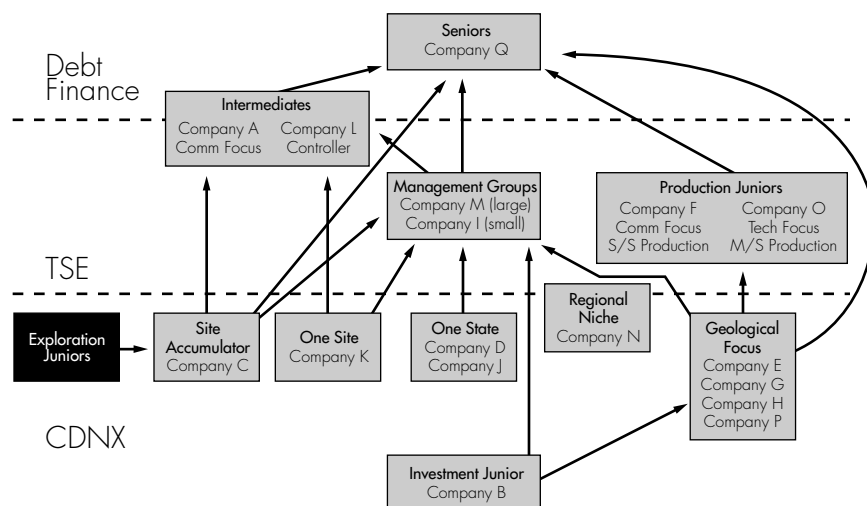 Seniors
Company Q
Debt
Finance
Intermediates
Company A Company L
Comm Focus Controller
Management Groups
Company M (large)
Company I (small)
Production Juniors
Company F Company O
Comm Focus Tech Focus
S/S Production M/S Production
TSE
Exploration
Juniors
Site
Accumulator
Company C
One Site
Company K
One State
Company D
Company J
Regional
Niche
Company N
Geological
Focus
Company E
Company G
Company H
Company P
CDNX
Investment Junior
Company B